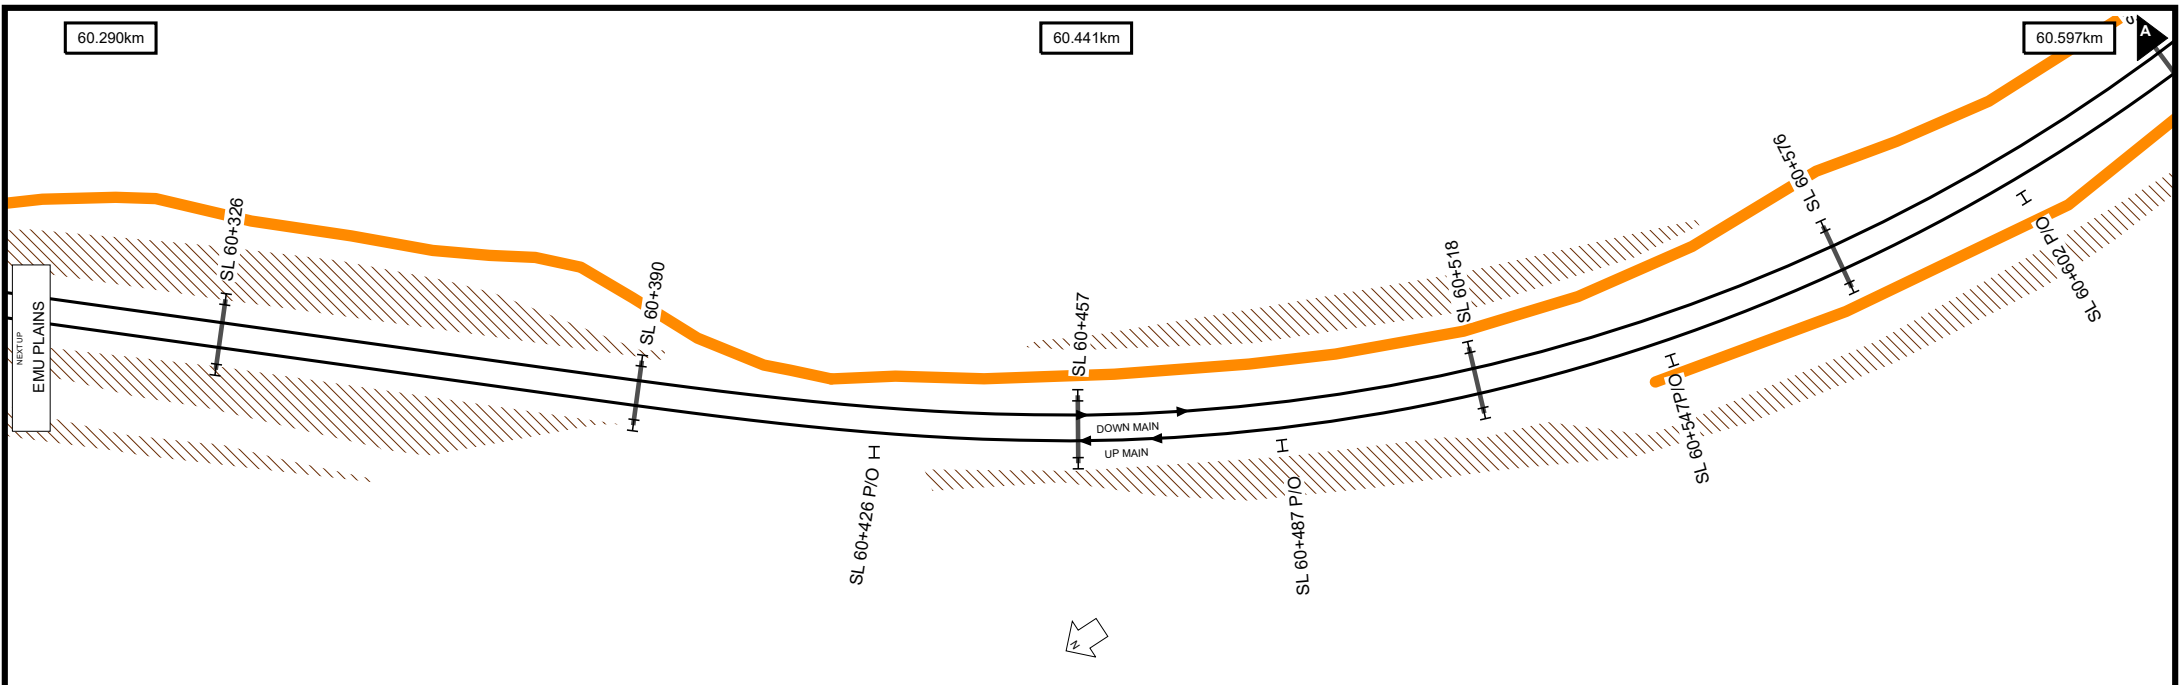 60.290km
60.441km
60.597km
A
SL 60+326
SL 60+390
SL 60+457
SL 60+518
SL 60+576
NEXT UP
EMU PLAINS
DOWN MAIN
UP MAIN
SL 60+426 P/O
SL 60+487 P/O
SL 60+547P/O
SL 60+602 P/O
N